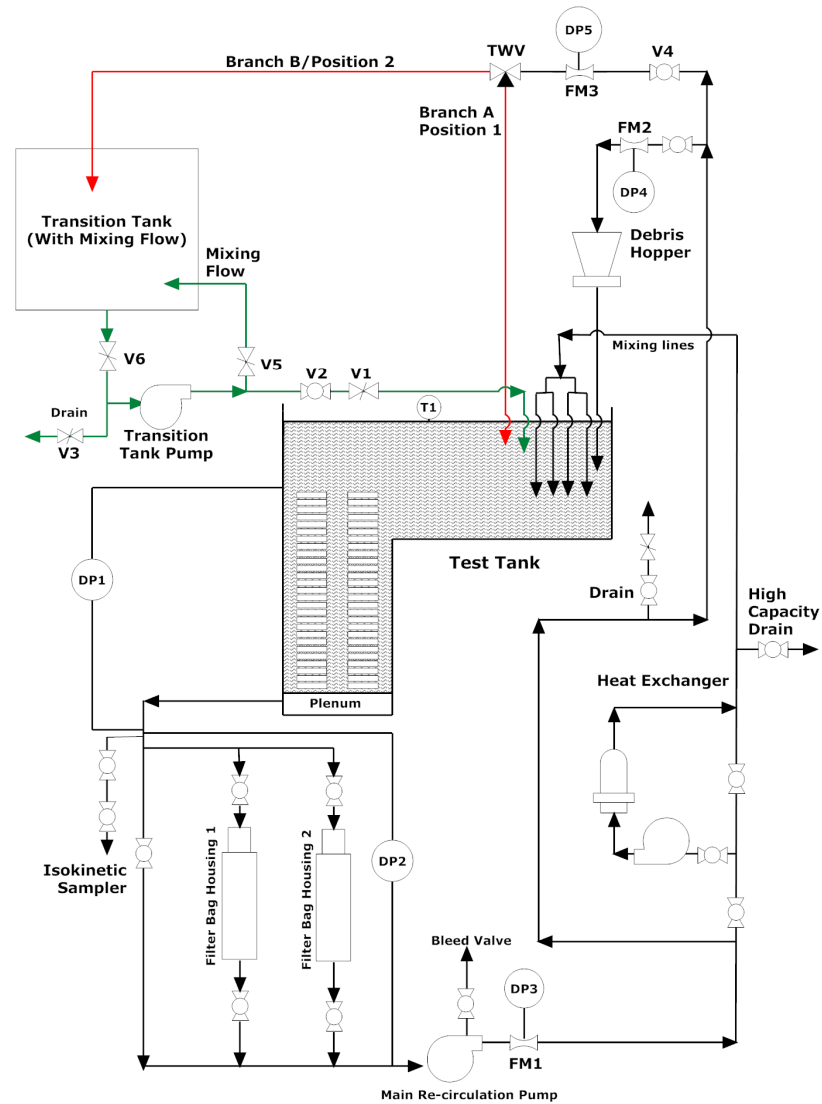 DP5
TWV
V4
Branch B/Position 2
FM3
Branch A
Position 1
FM2
DP4
Transition Tank
(With Mixing Flow)
Mixing
Flow
Debris
Hopper
Mixing lines
V6
V5
V2
V1
Drain
T1
Transition
Tank Pump
V3
DP1
Test Tank
Drain
High
Capacity
Drain
Heat Exchanger
Plenum
Filter Bag Housing 1
Filter Bag Housing 2
DP2
Isokinetic
Sampler
Bleed Valve
DP3
FM1
Main Re-circulation Pump